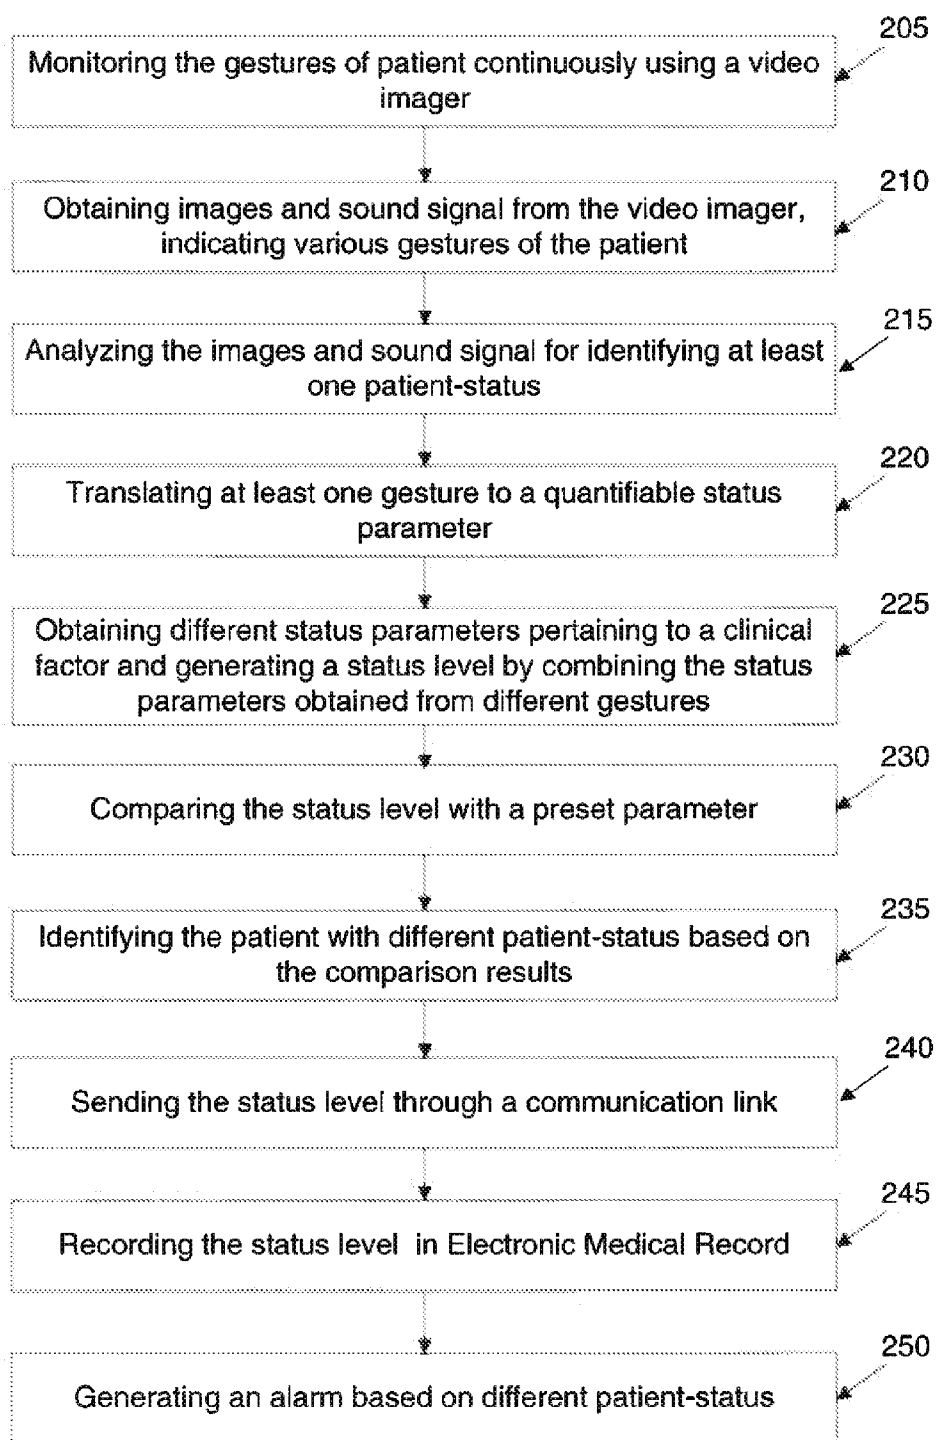 205
Monitoring the gestures of patient continuously using a video
imager
210
Obtaining images and sound signal from the video imager,
indicating various gestures of the patient
215
Analyzing the images and sound signal for identifying at least
one patient-status
220
Translating at least one gesture to a quantifiable status
parameter
225
Obtaining different status parameters pertaining to a clinical
factor and generating a status level by combining the status
parameters obtained from different gestures
230
Comparing the status level with a preset parameter
235
Identifying the patient with different patient-status based on
the comparison results
240
Sending the status level through a communication link
245
Recording the status level in Electronic Medical Record
250
Generating an alarm based on different patient-status